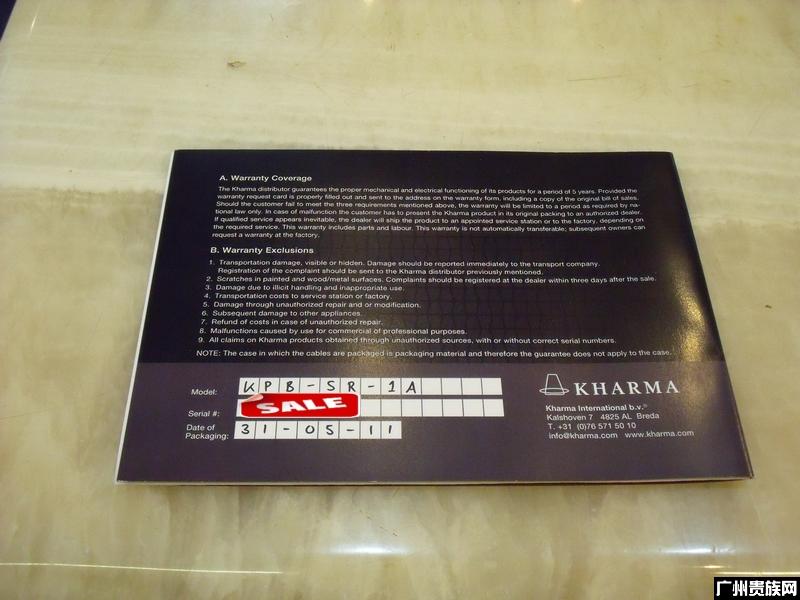 A. Warranty Coverage
The Kharma distributor guarantees the proper mechanical and electrical functioning of its products for a period of 5 years. Provided the
warranty request card is properly filled out and sent to the address on the warranty form, including a copy of the original bill of sales.
Should the customer fail to meet the three requirements mentioned above, the warranty will be limited to a period as required by na-
tional law only. In case of malfunction the customer has to present the Kharma product in its original packing to an authorized dealer.
If qualified service appears inevitable, the dealer will ship the product to an appointed service station or to the factory, depending on
the required service. This warranty includes parts and labour. This warranty is not automatically transferable; subsequent owners can
request a warranty at the factory.
B. Warranty Exclusions
1. Transportation damage, visible or hidden. Damage should be reported immediately to the transport company.
Registration of the complaint should be sent to the Kharma distributor previously mentioned.
2. Scratches in painted and wood/metal surfaces. Complaints should be registered at the dealer within three days after the sale.
3. Damage due to illicit handling and inappropriate use.
4. Transportation costs to service station or factory.
5. Damage through unauthorized repair and or modification.
6. Subsequent damage to other appliances.
7. Refund of costs in case of unauthorized repair.
8. Malfunctions caused by use for commercial of professional purposes.
9. All claims on Kharma products obtained through unauthorized sources, with or without correct serial numbers.
NOTE: The case in which the cables are packaged is packaging material and therefore the guarantee does not apply to the case.
Model: KPB-SR-1A
Serial #: SALE
Date of
Packaging: 31-05-11
KHARMA
Kharma International b.v.®
Kalshoven 7 4825 AL Breda
T. +31 (0)76 571 50 10
info@kharma.com www.kharma.com
广州贵族网